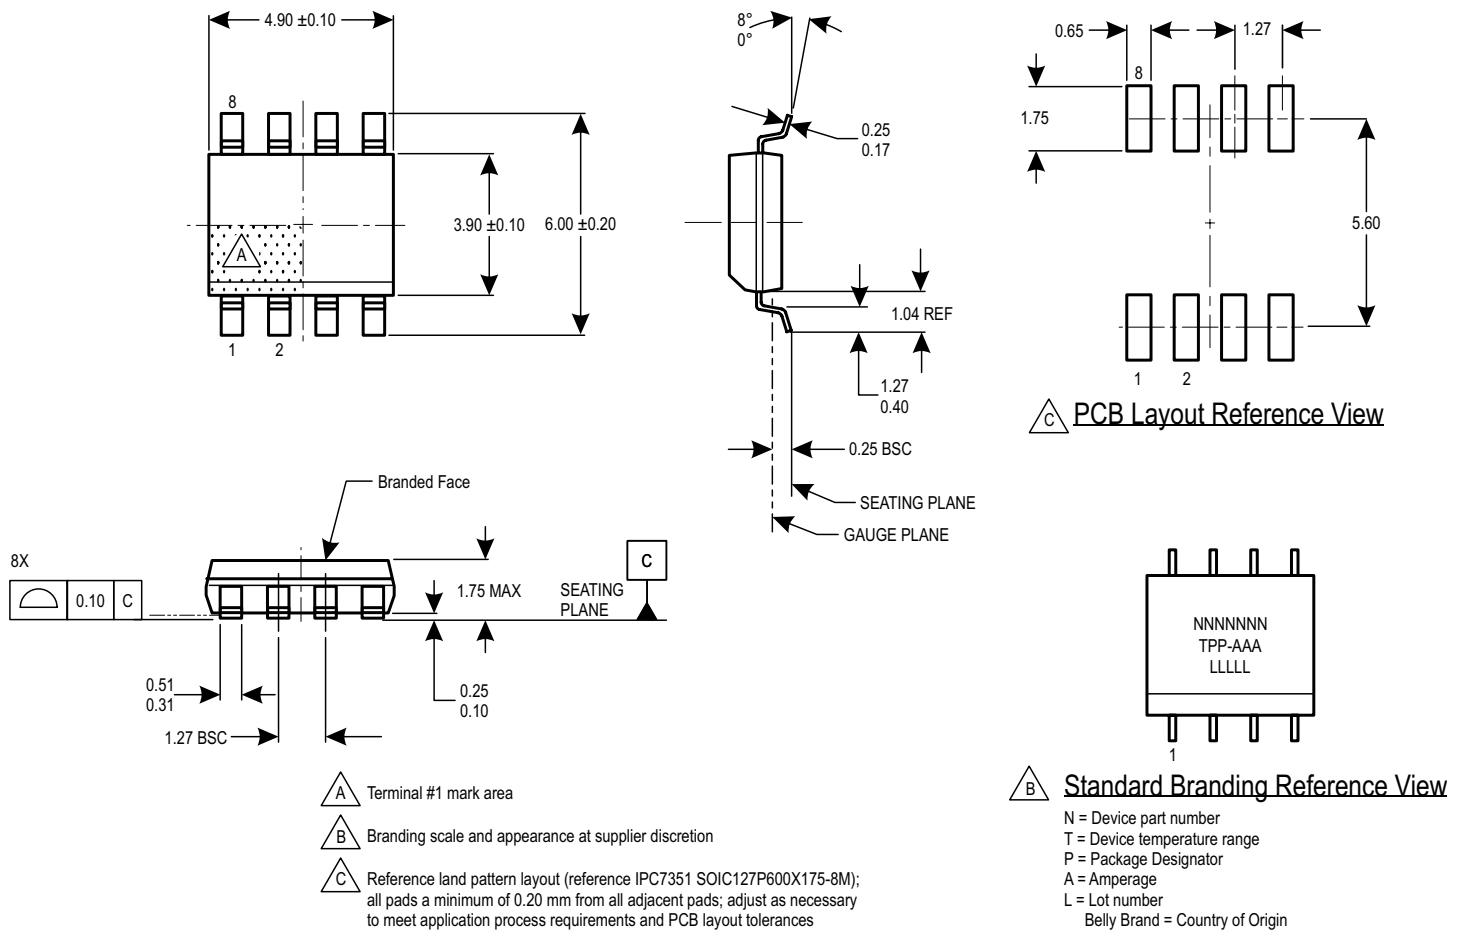 4.90 ±0.10
8
A
3.90 ±0.10
6.00 ±0.20
1
2
8°
0°
0.25
0.17
1.04 REF
1.27
0.40
0.25 BSC
SEATING PLANE
GAUGE PLANE
0.65
1.27
8
1.75
5.60
1
2
C
PCB Layout Reference View
Branded Face
8X
0.10
C
1.75 MAX
SEATING
PLANE
C
0.51
0.31
0.25
0.10
1.27 BSC
NNNNNNN
TPP-AAA
LLLLL
1
A
Terminal #1 mark area
B
Branding scale and appearance at supplier discretion
C
Reference land pattern layout (reference IPC7351 SOIC127P600X175-8M);
all pads a minimum of 0.20 mm from all adjacent pads; adjust as necessary
to meet application process requirements and PCB layout tolerances
B
Standard Branding Reference View
N = Device part number
T = Device temperature range
P = Package Designator
A = Amperage
L = Lot number
Belly Brand = Country of Origin